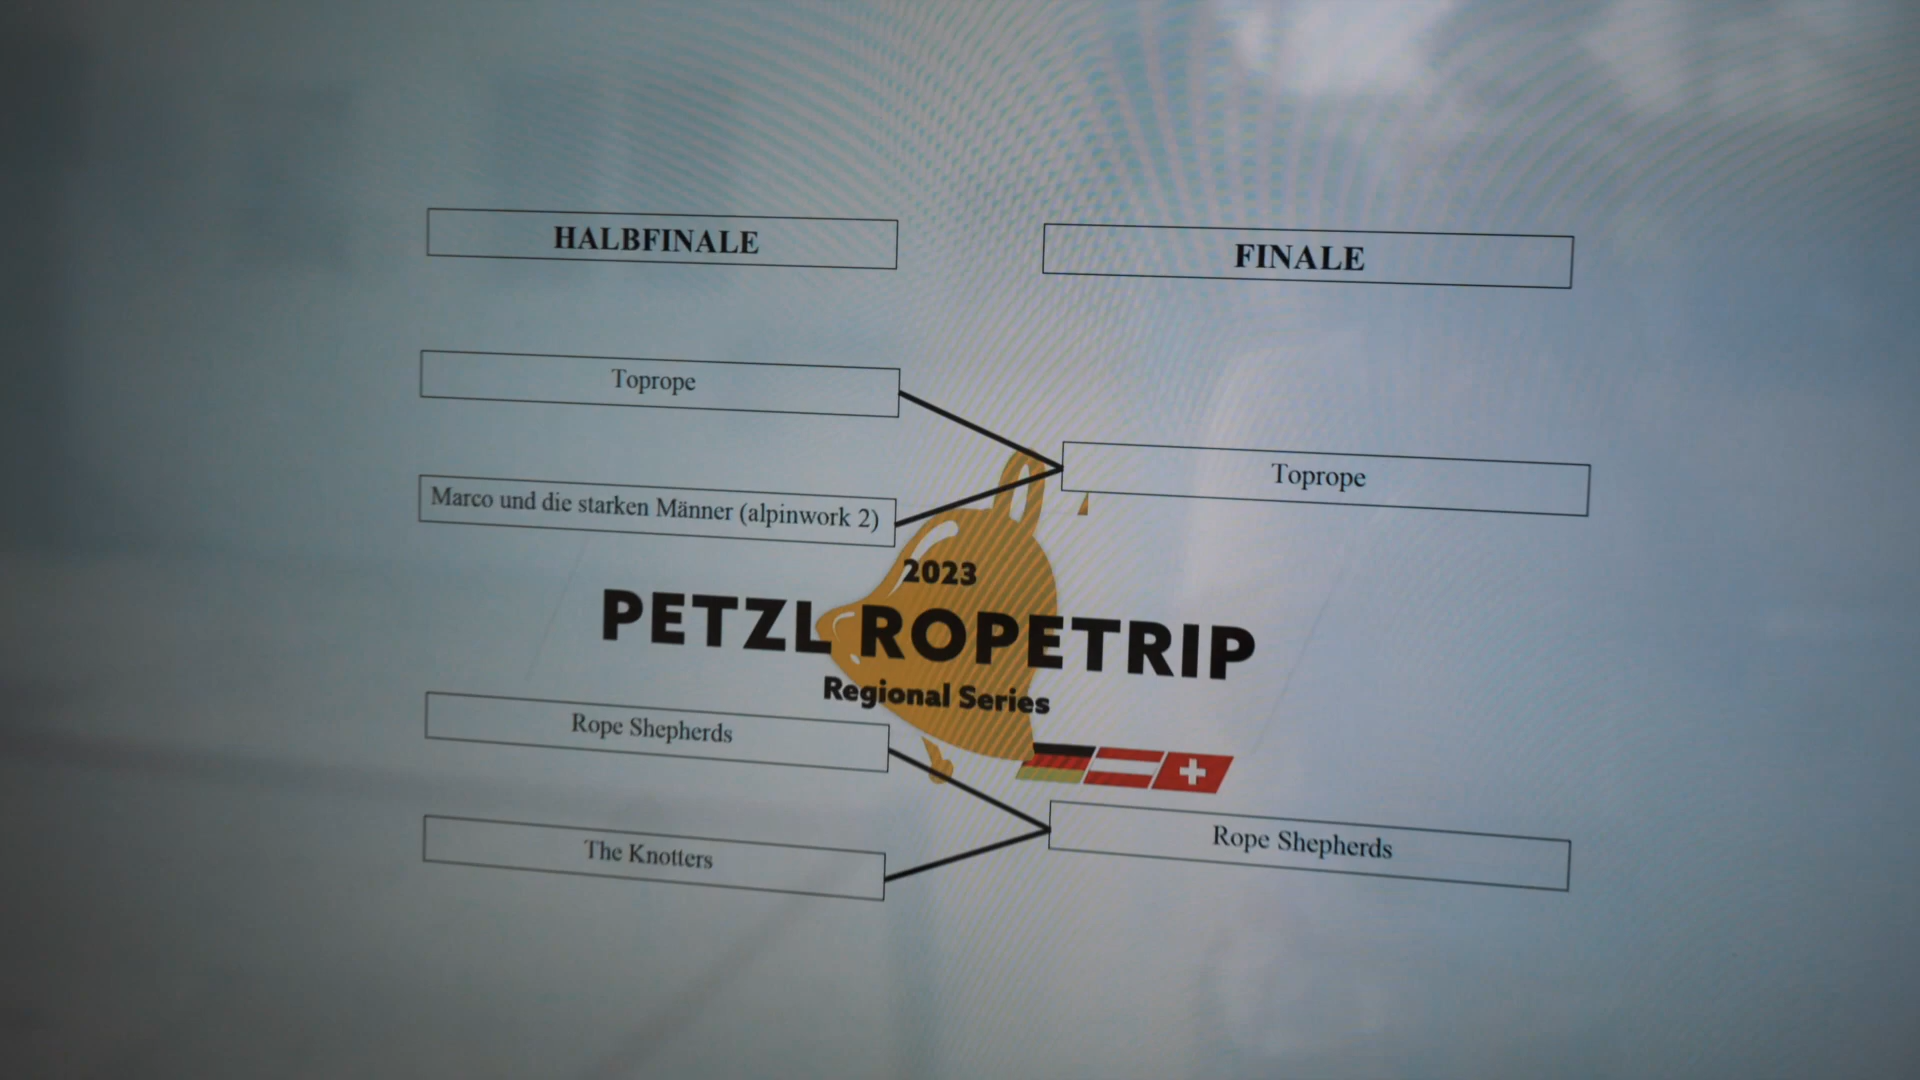 HALBFINALE
FINALE
Toprope
Marco und die starken Männer (alpinwork 2)
Toprope
2023
PETZL ROPETRIP
Regional Series
Rope Shepherds
The Knotters
Rope Shepherds